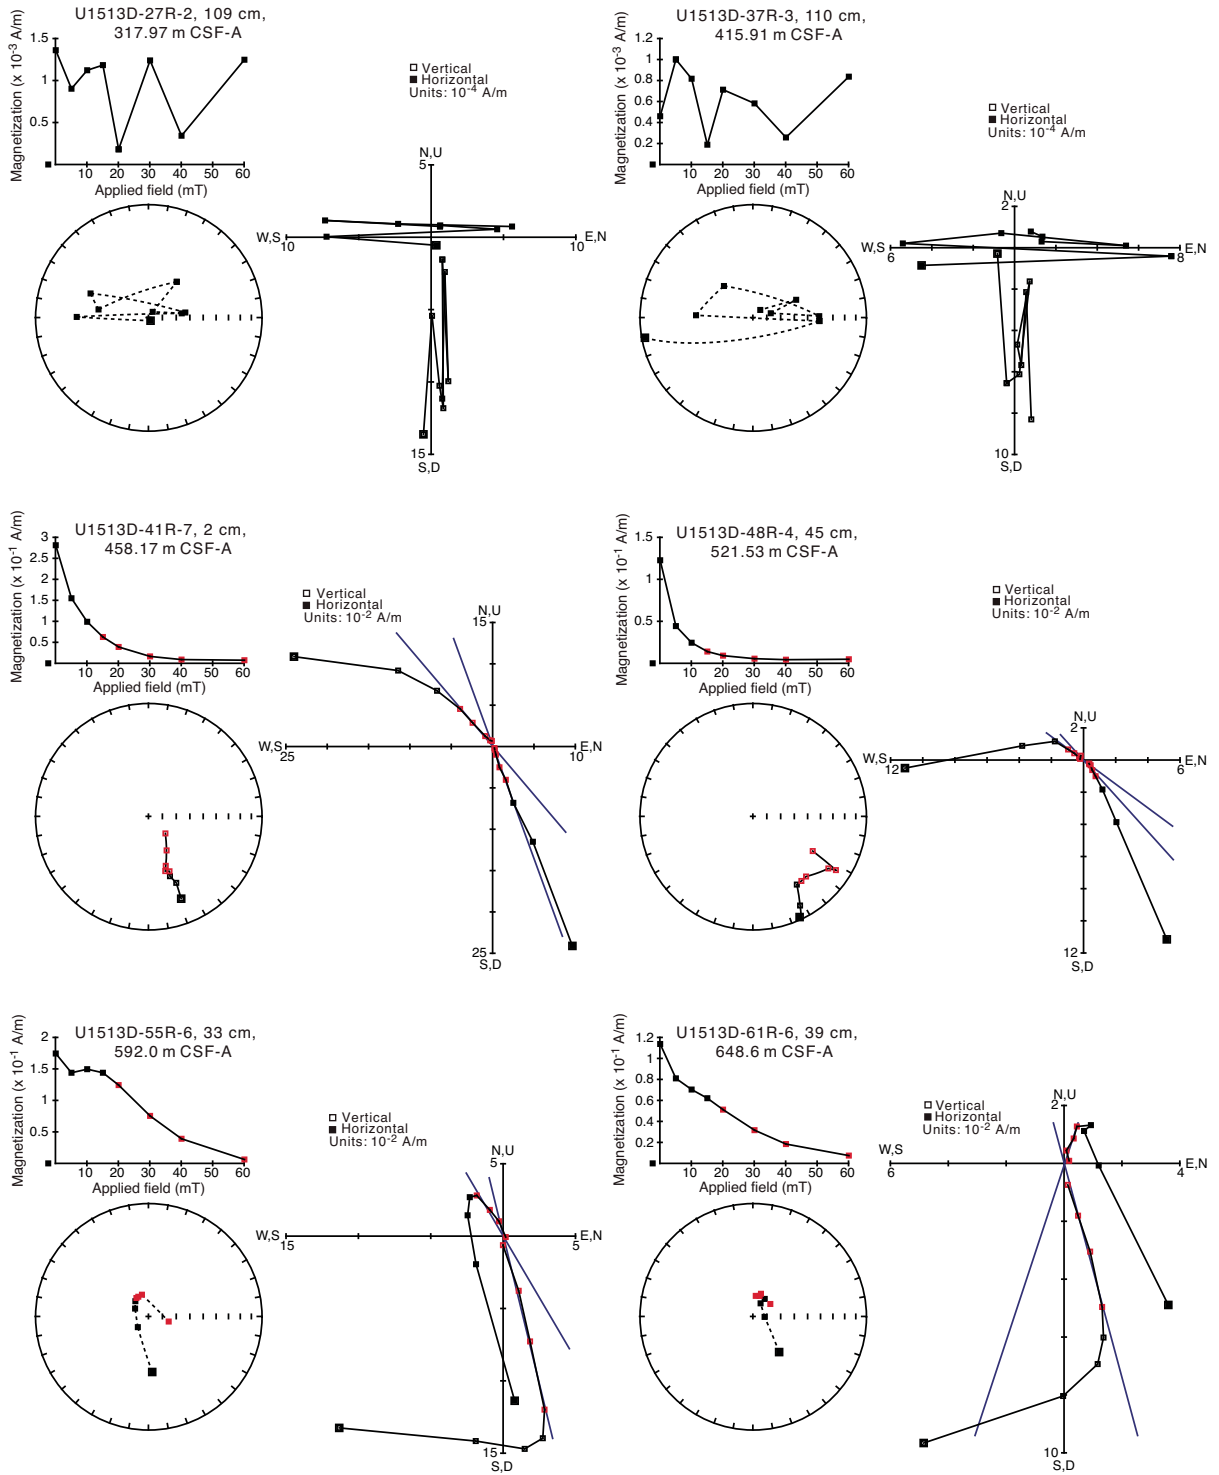 U1513D-27R-2, 109 cm,
317.97 m CSF-A
Magnetization (x 10-3 A/m)
1.5
1
0.5
10 20 30 40 50 60
Applied field (mT)
Vertical
Horizontal
Units: 10-4 A/m
N,U
5
W,S
10
E,N
10
15
S,D
U1513D-37R-3, 110 cm,
415.91 m CSF-A
Magnetization (x 10-3 A/m)
1.2
1
0.8
0.6
0.4
0.2
10 20 30 40 50 60
Applied field (mT)
Vertical
Horizontal
Units: 10-4 A/m
N,U
2
W,S
6
E,N
8
10
S,D
U1513D-41R-7, 2 cm,
458.17 m CSF-A
Magnetization (x 10-1 A/m)
3
2.5
2
1.5
1
0.5
10 20 30 40 50 60
Applied field (mT)
Vertical
Horizontal
Units: 10-2 A/m
N,U
15
W,S
25
E,N
10
25
S,D
U1513D-48R-4, 45 cm,
521.53 m CSF-A
Magnetization (x 10-1 A/m)
1.5
1
0.5
10 20 30 40 50 60
Applied field (mT)
Vertical
Horizontal
Units: 10-2 A/m
N,U
2
W,S
12
E,N
6
12
S,D
U1513D-55R-6, 33 cm,
592.0 m CSF-A
Magnetization (x 10-1 A/m)
2
1.5
1
0.5
10 20 30 40 50 60
Applied field (mT)
Vertical
Horizontal
Units: 10-2 A/m
N,U
5
W,S
15
E,N
5
15
S,D
U1513D-61R-6, 39 cm,
648.6 m CSF-A
Magnetization (x 10-1 A/m)
1.2
1
0.8
0.6
0.4
0.2
10 20 30 40 50 60
Applied field (mT)
Vertical
Horizontal
Units: 10-2 A/m
N,U
2
W,S
6
E,N
4
10
S,D